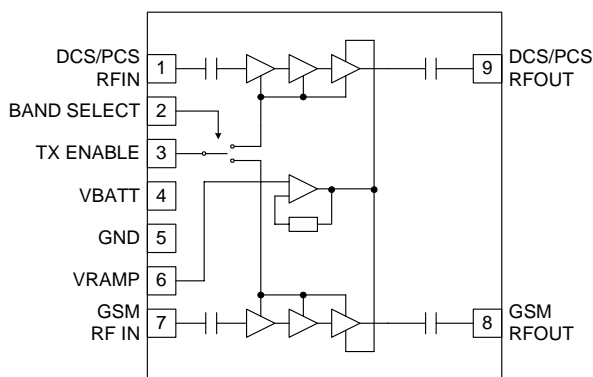 DCS/PCS
RFIN
1
9
DCS/PCS
RFOUT
BAND SELECT
2
TX ENABLE
3
VBATT
4
GND
5
VRAMP
6
GSM
RF IN
7
8
GSM
RFOUT